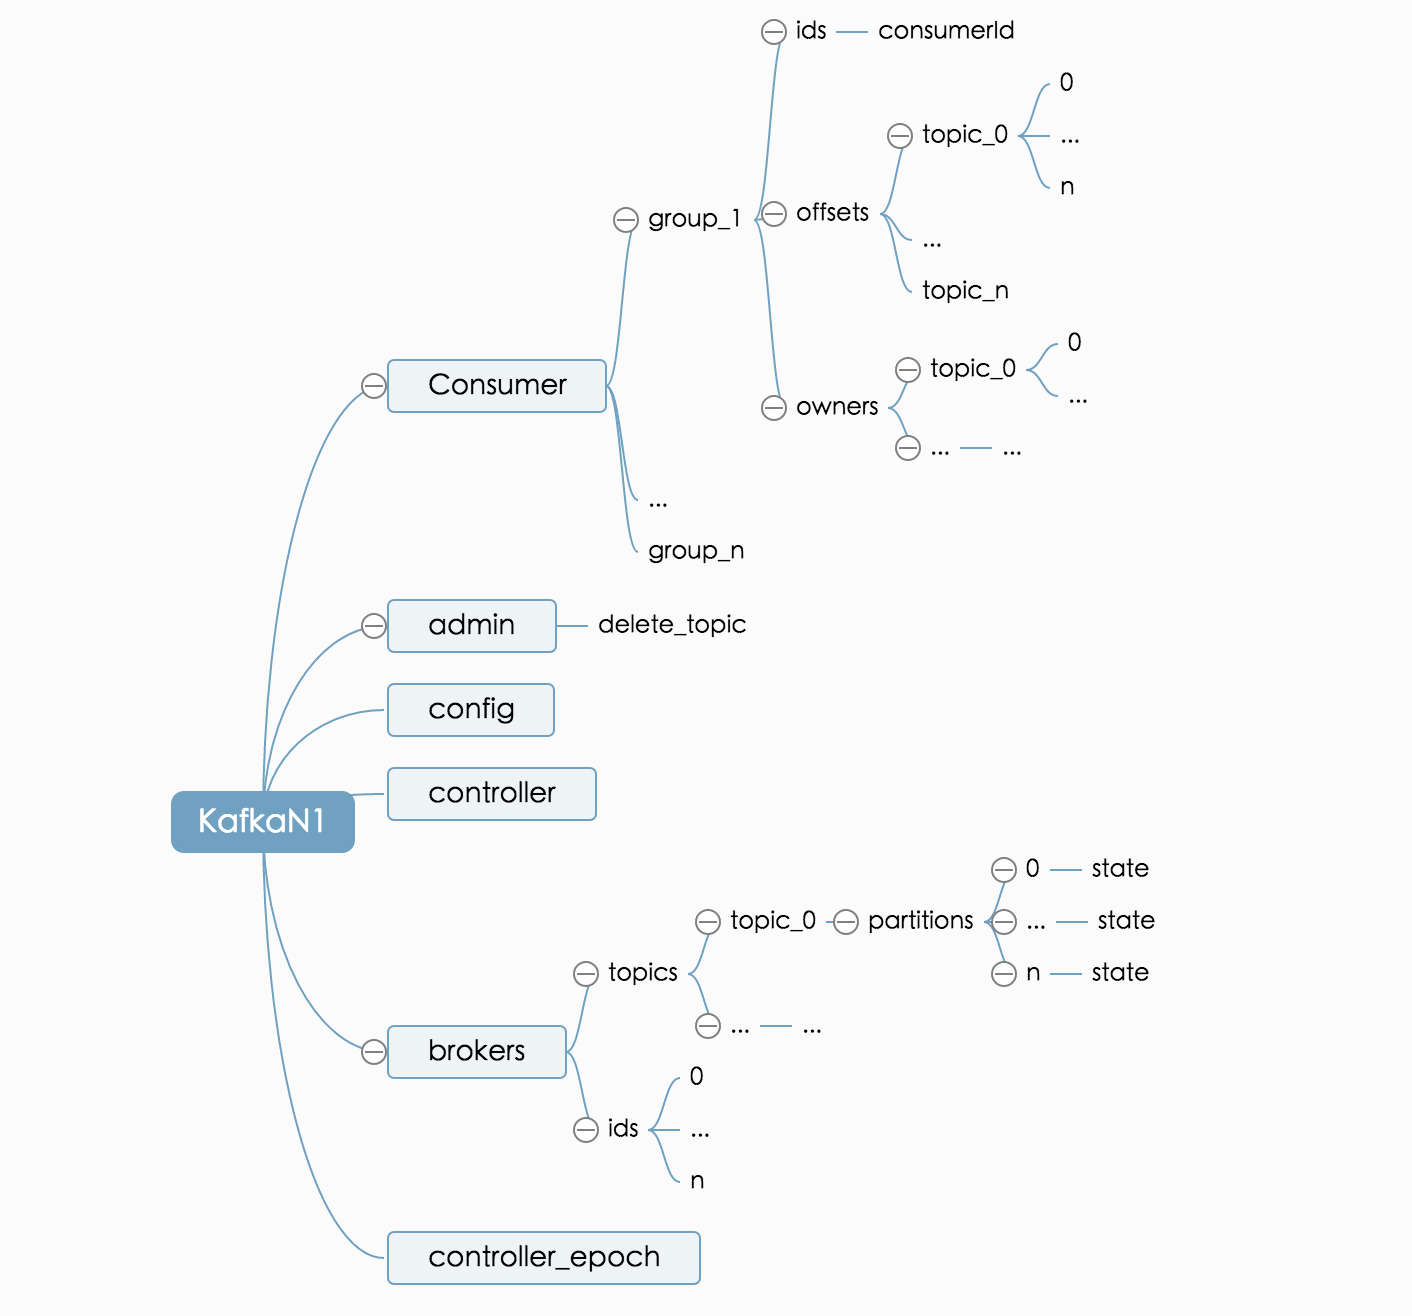 ids
consumerId
0
topic_0
...
n
group_1
offsets
...
topic_n
0
topic_0
...
Consumer
owners
... ...
...
group_n
admin
delete_topic
config
controller
KafkaN1
0
state
topic_0
partitions
...
state
topics
n
state
... ...
brokers
0
ids
...
n
controller_epoch